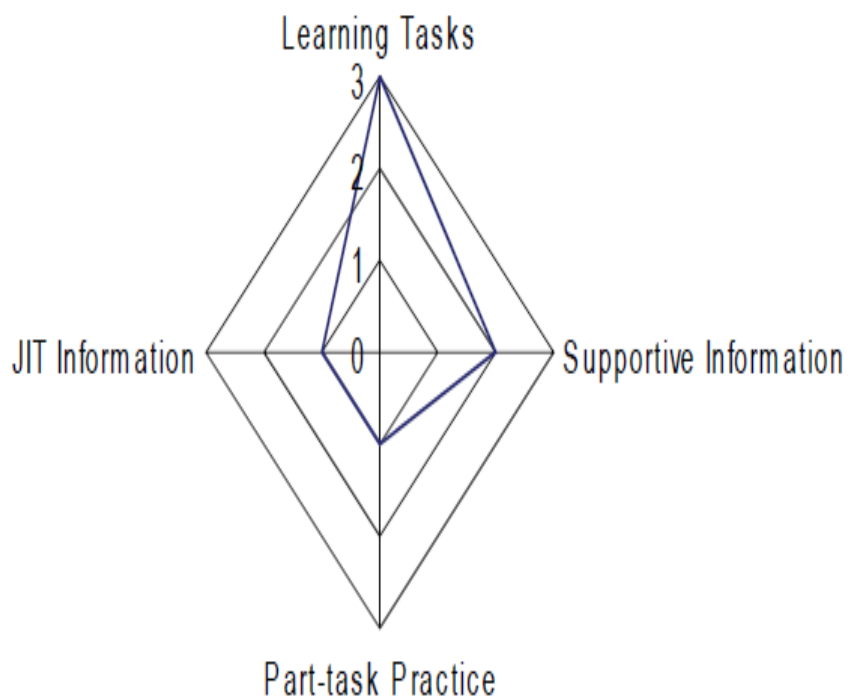 Learning Tasks
3
2
1
JIT Information
0
Supportive Information
Part-task Practice